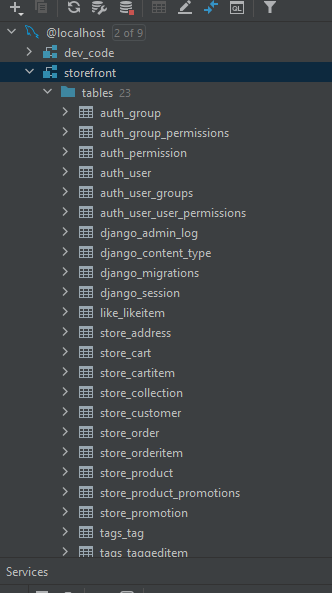 QL
@localhost 2 of 9
dev_code
storefront
tables 23
auth_group
auth_group_permissions
auth_permission
auth_user
auth_user_groups
auth_user_user_permissions
django_admin_log
django_content_type
django_migrations
django_session
like_likeitem
store_address
store_cart
store_cartitem
store_collection
store_customer
store_order
store_orderitem
store_product
store_product_promotions
store_promotion
tags_tag
tags_taggeditem
Services